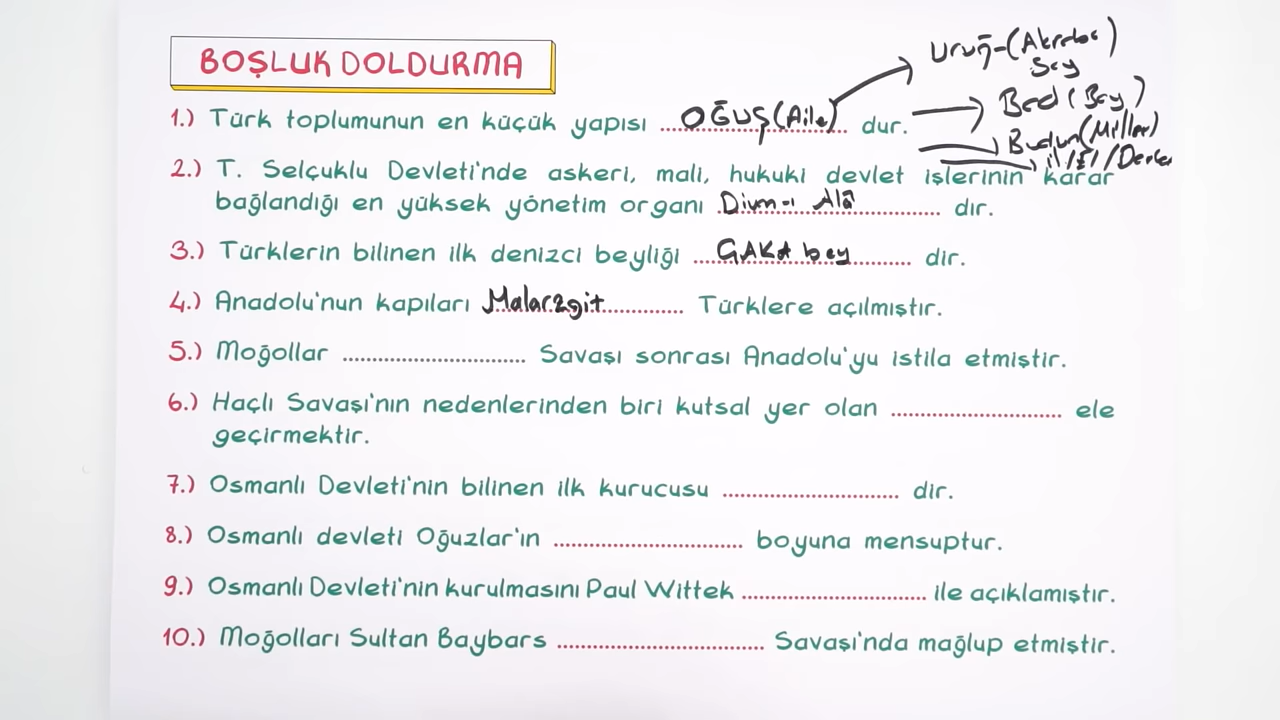 BOŞLUK DOLDURMA
Uruğ-(Akraba)
Soy
1.) Türk toplumunun en küçük yapısı OĞUŞ(Aile) dur.
Bod (Boy)
Budun(Millet)
il/El/Devlet
2.) T. Selçuklu Devleti'nde askeri, mali, hukuki devlet işlerinin karar
bağlandığı en yüksek yönetim organı Divan-ı Alâ dır.
3.) Türklerin bilinen ilk denizci beyliği ÇAKA bey dir.
4.) Anadolu'nun kapıları Malazgit Türklere açılmıştır.
5.) Moğollar .......... Savaşı sonrası Anadolu'yu istila etmiştir.
6.) Haçlı Savaşı'nın nedenlerinden biri kutsal yer olan .......... ele
geçirmektir.
7.) Osmanlı Devleti'nin bilinen ilk kurucusu .......... dir.
8.) Osmanlı devleti Oğuzlar'ın .......... boyuna mensuptur.
9.) Osmanlı Devleti'nin kurulmasını Paul Wittek .......... ile açıklamıştır.
10.) Moğolları Sultan Baybars .......... Savaşı'nda mağlup etmiştir.